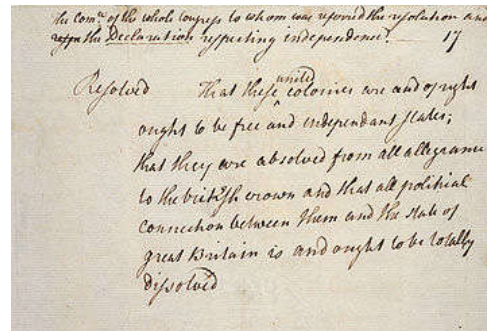 The Comee of the whole Congress to whom was referred the resolution and
the Declaration respecting independence. 17
Resolved That these united colonies are and of right
ought to be free and independant states;
that they are absolved from all allegiance
to the british crown and that all political
connection between them and the state of
great Britain is and ought to be totally
dissolved